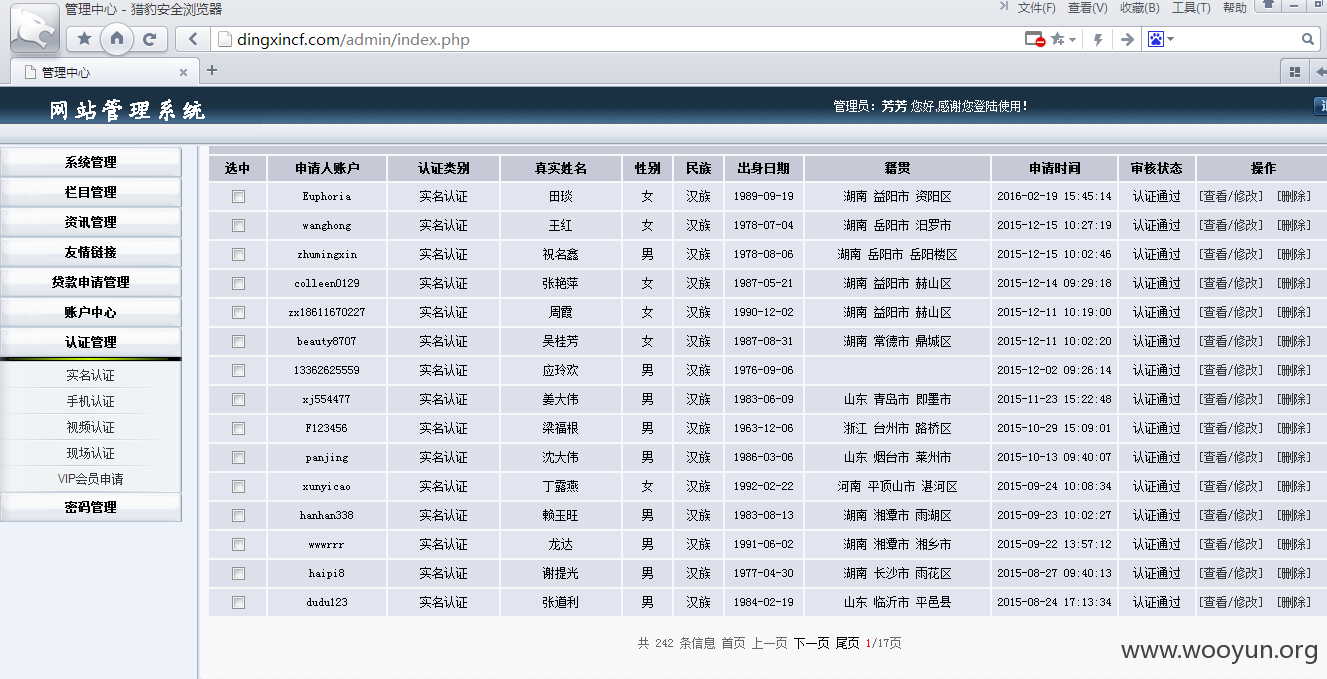 管理中心 - 猎豹安全浏览器
文件(F) 查看(V) 收藏(B) 工具(T) 帮助
dingxincf.com/admin/index.php
管理中心
网站管理系统
管理员：芳芳 您好,感谢您登陆使用！
系统管理
栏目管理
资讯管理
友情链接
贷款申请管理
账户中心
认证管理
实名认证
手机认证
视频认证
现场认证
VIP会员申请
密码管理
选中 申请人账户 认证类别 真实姓名 性别 民族 出身日期 籍贯 申请时间 审核状态 操作
Euphoria 实名认证 田琰 女 汉族 1989-09-19 湖南 益阳市 资阳区 2016-02-19 15:45:14 认证通过 [查看/修改] [删除]
wanghong 实名认证 王红 女 汉族 1978-07-04 湖南 岳阳市 汨罗市 2015-12-15 10:27:19 认证通过 [查看/修改] [删除]
zhumingxin 实名认证 祝名鑫 男 汉族 1978-08-06 湖南 岳阳市 岳阳楼区 2015-12-15 10:02:46 认证通过 [查看/修改] [删除]
colleen0129 实名认证 张艳萍 女 汉族 1987-05-21 湖南 益阳市 赫山区 2015-12-14 09:29:18 认证通过 [查看/修改] [删除]
zx18611670227 实名认证 周霞 女 汉族 1990-12-02 湖南 益阳市 赫山区 2015-12-11 10:19:00 认证通过 [查看/修改] [删除]
beauty8707 实名认证 吴桂芳 女 汉族 1987-08-31 湖南 常德市 鼎城区 2015-12-11 10:02:20 认证通过 [查看/修改] [删除]
13362625559 实名认证 应玲欢 男 汉族 1976-09-06 2015-12-02 09:26:14 认证通过 [查看/修改] [删除]
xj554477 实名认证 姜大伟 男 汉族 1983-06-09 山东 青岛市 即墨市 2015-11-23 15:22:48 认证通过 [查看/修改] [删除]
F123456 实名认证 梁福根 男 汉族 1963-12-06 浙江 台州市 路桥区 2015-10-29 15:09:01 认证通过 [查看/修改] [删除]
panjing 实名认证 沈大伟 男 汉族 1986-03-06 山东 烟台市 莱州市 2015-10-13 09:40:07 认证通过 [查看/修改] [删除]
xunyicao 实名认证 丁露燕 女 汉族 1992-02-22 河南 平顶山市 湛河区 2015-09-24 10:08:34 认证通过 [查看/修改] [删除]
hanhan338 实名认证 赖玉旺 男 汉族 1983-08-13 湖南 湘潭市 雨湖区 2015-09-23 10:02:27 认证通过 [查看/修改] [删除]
wwwrrr 实名认证 龙达 男 汉族 1991-06-02 湖南 湘潭市 湘乡市 2015-09-22 13:57:12 认证通过 [查看/修改] [删除]
haipi8 实名认证 谢提光 男 汉族 1977-04-30 湖南 长沙市 雨花区 2015-08-27 09:40:13 认证通过 [查看/修改] [删除]
dudu123 实名认证 张道利 男 汉族 1984-02-19 山东 临沂市 平邑县 2015-08-24 17:13:34 认证通过 [查看/修改] [删除]
共 242 条信息 首页 上一页 下一页 尾页 1/17页
www.wooyun.org